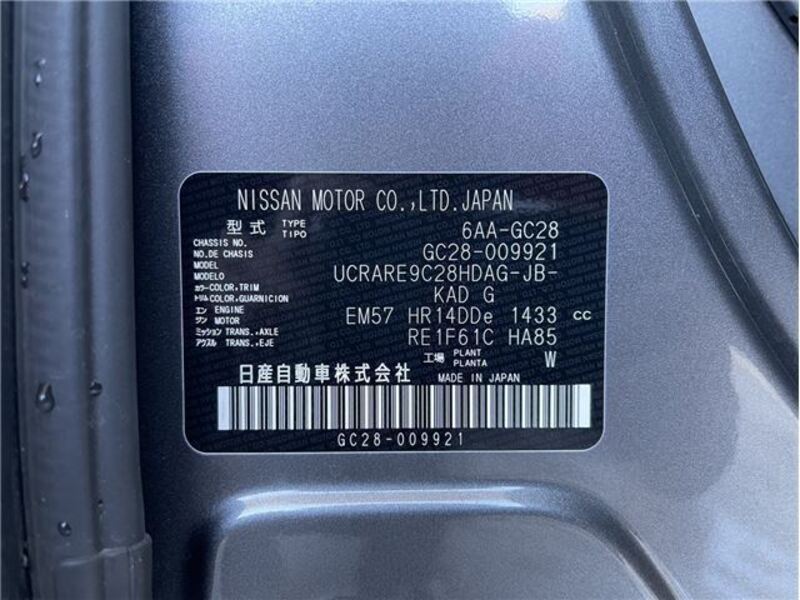 NISSAN MOTOR CO.,LTD.JAPAN
型式 TYPE TIPO 6AA-GC28
CHASSIS NO.
NO.DE CHASIS GC28-009921
MODEL
MODELO UCRARE9C28HDAG-JB-
カラー COLOR, TRIM
トリム COLOR, GUARNICION KAD G
エン ENGINE
ジン MOTOR EM57 HR14DDe 1433 cc
ミッション TRANS., AXLE
アクスル TRANS., EJE RE1F61C HA85
工場 PLANT PLANTA W
日産自動車株式会社 MADE IN JAPAN
GC28-009921